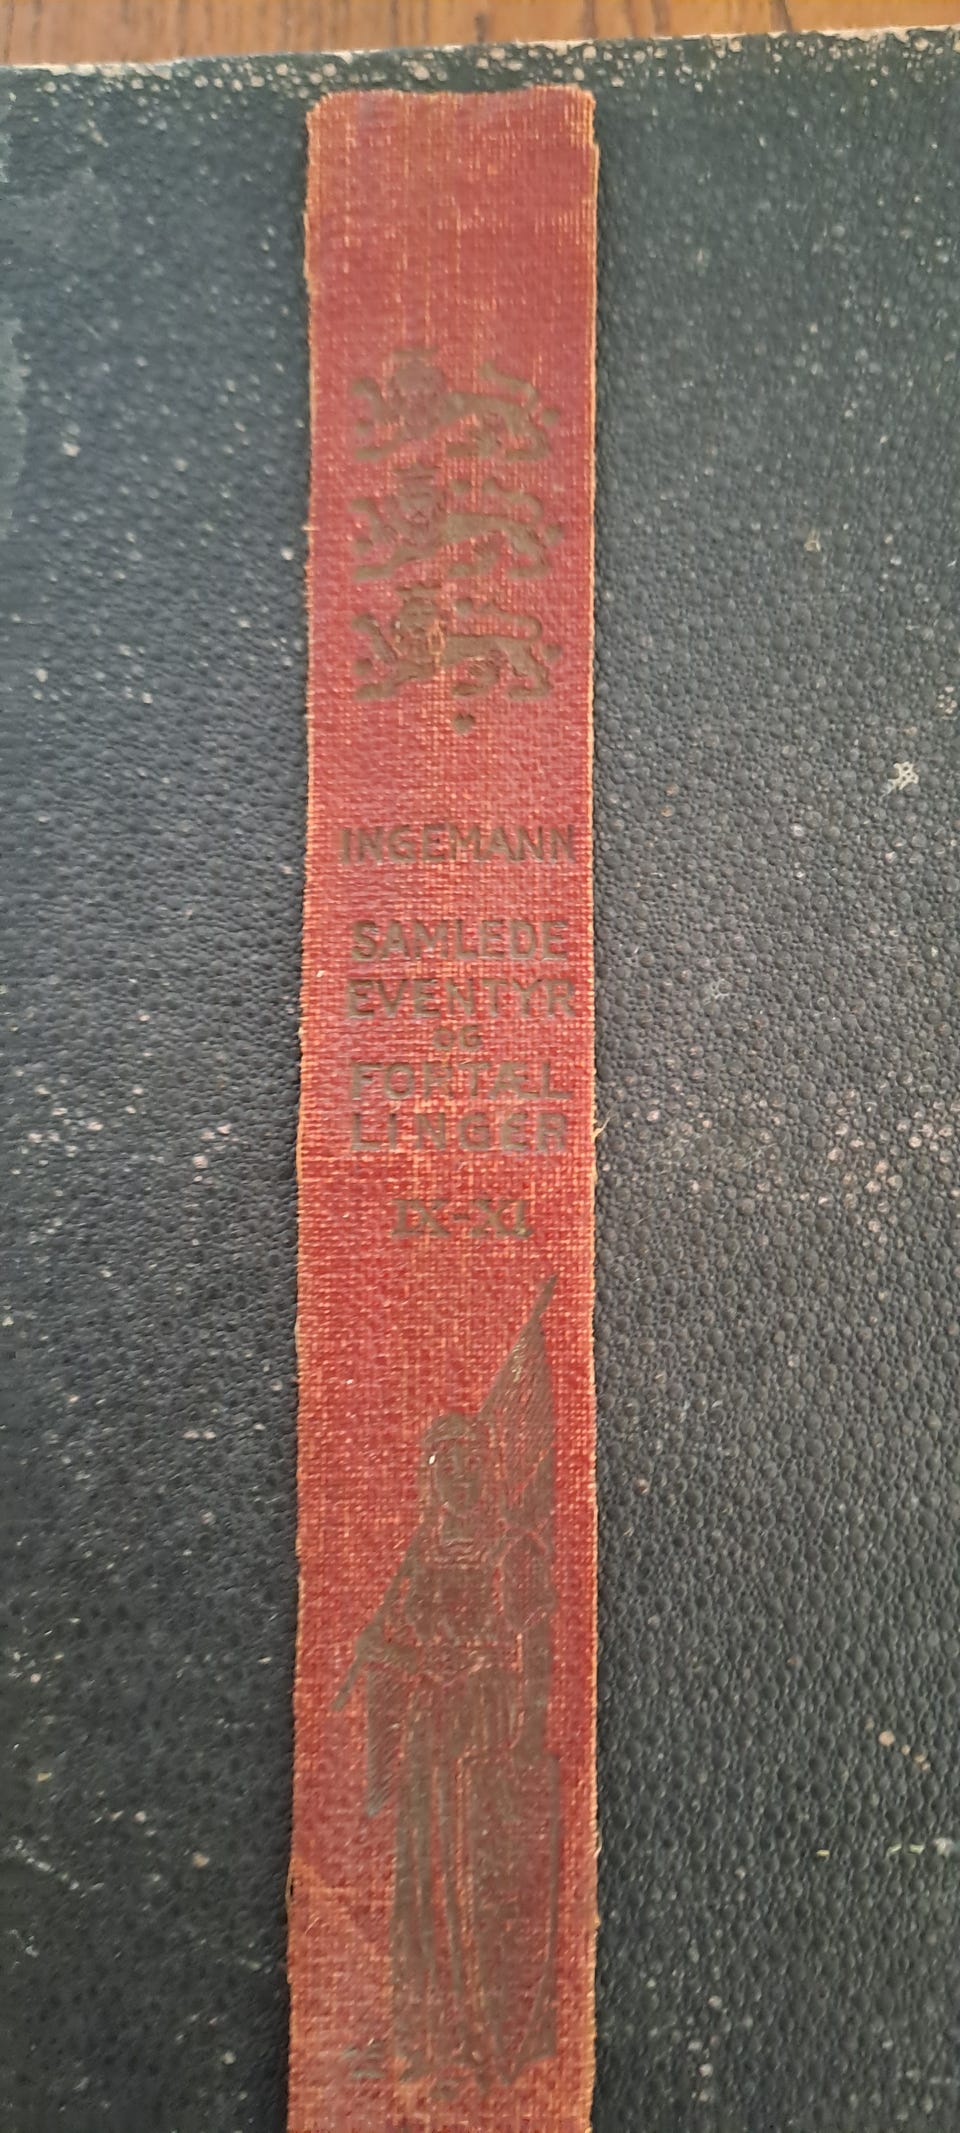 INGEMANN
SAMLEDE
EVENTYR
OG
FORTÆL
LINGER
IX-XI